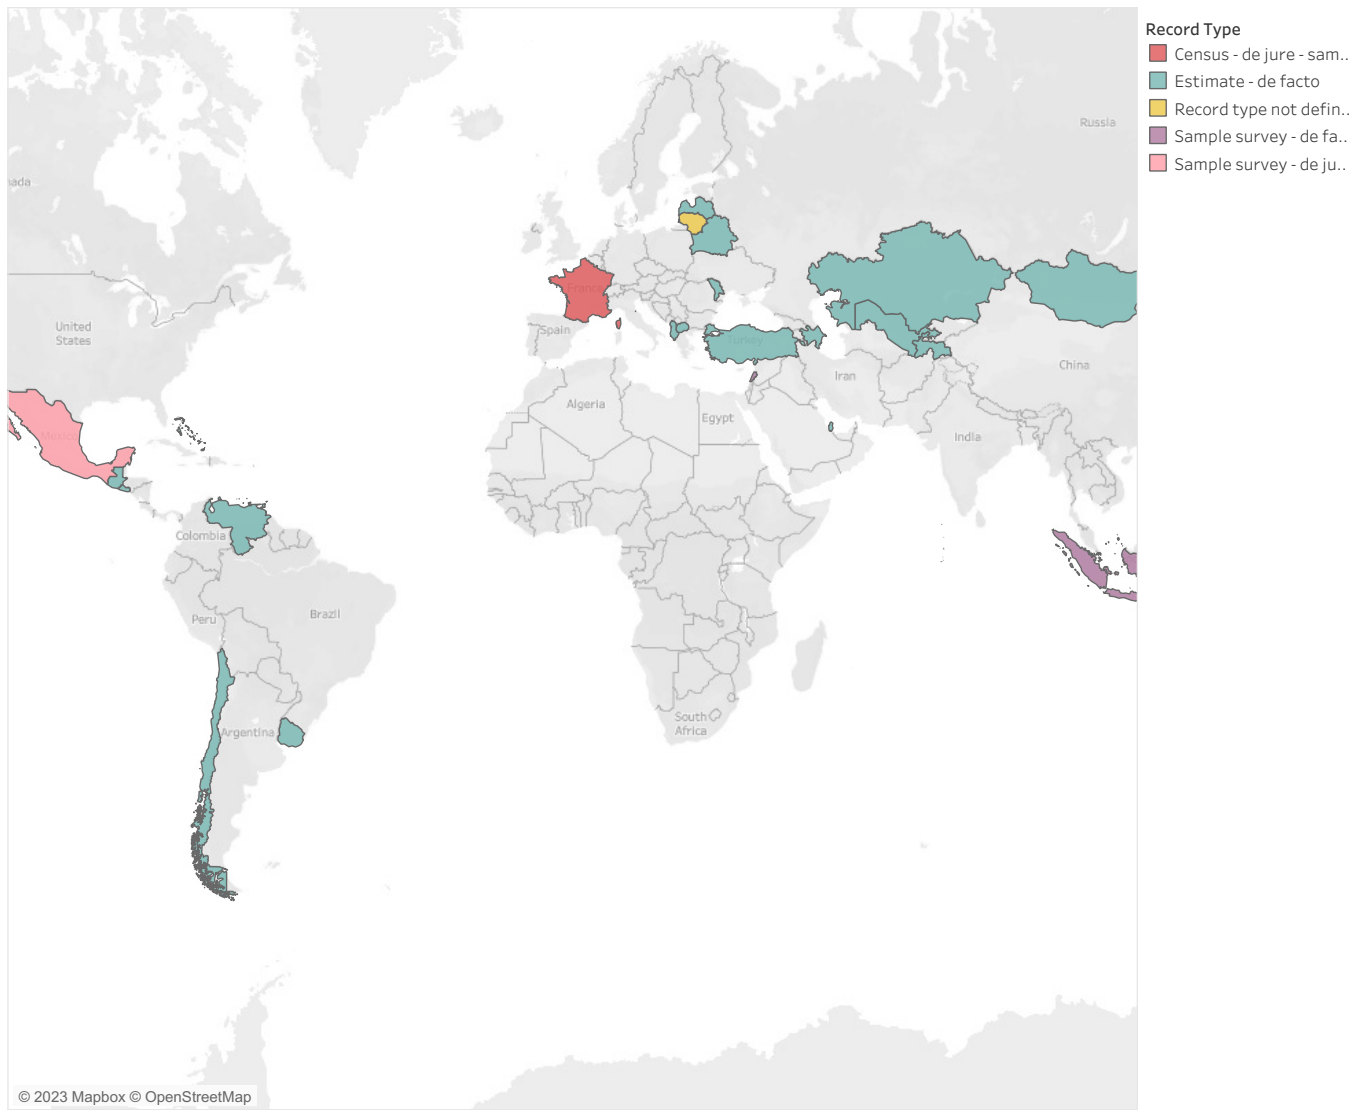 Record Type
Census - de jure - sam..
Estimate - de facto
Record type not defin..
Sample survey - de fa..
Sample survey - de ju..
Russia
nada
France
United
States
Spain
Turkey
China
Iran
Algeria
Egypt
India
Mexico
Colombia
Brazil
Peru
South
Africa
Argentina
© 2023 Mapbox © OpenStreetMap